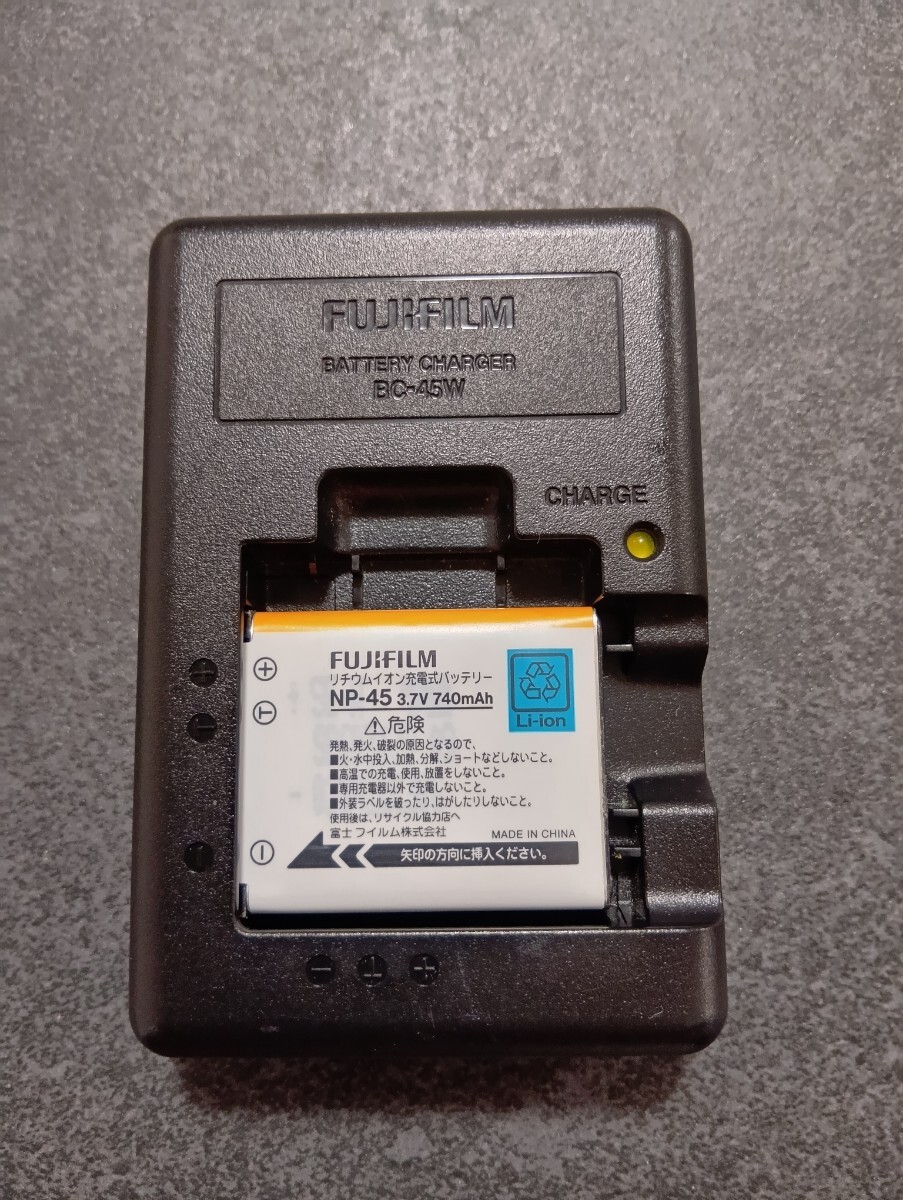 FUJIFILM
BATTERY CHARGER
BC-45W
CHARGE
FUJIFILM
リチウムイオン充電式バッテリー
NP-45 3.7V 740mAh
Li-ion
⚠危険
発熱、発火、破裂の原因となるので、
■火・水中投入、加熱、分解、ショートなどしないこと。
■高温での充電、使用、放置をしないこと。
■専用充電器以外で充電しないこと。
■外装ラベルを破ったり、はがしたりしないこと。
使用後は、リサイクル協力店へ
富士フイルム株式会社 MADE IN CHINA
矢印の方向に挿入ください。
+
T
−
− T +